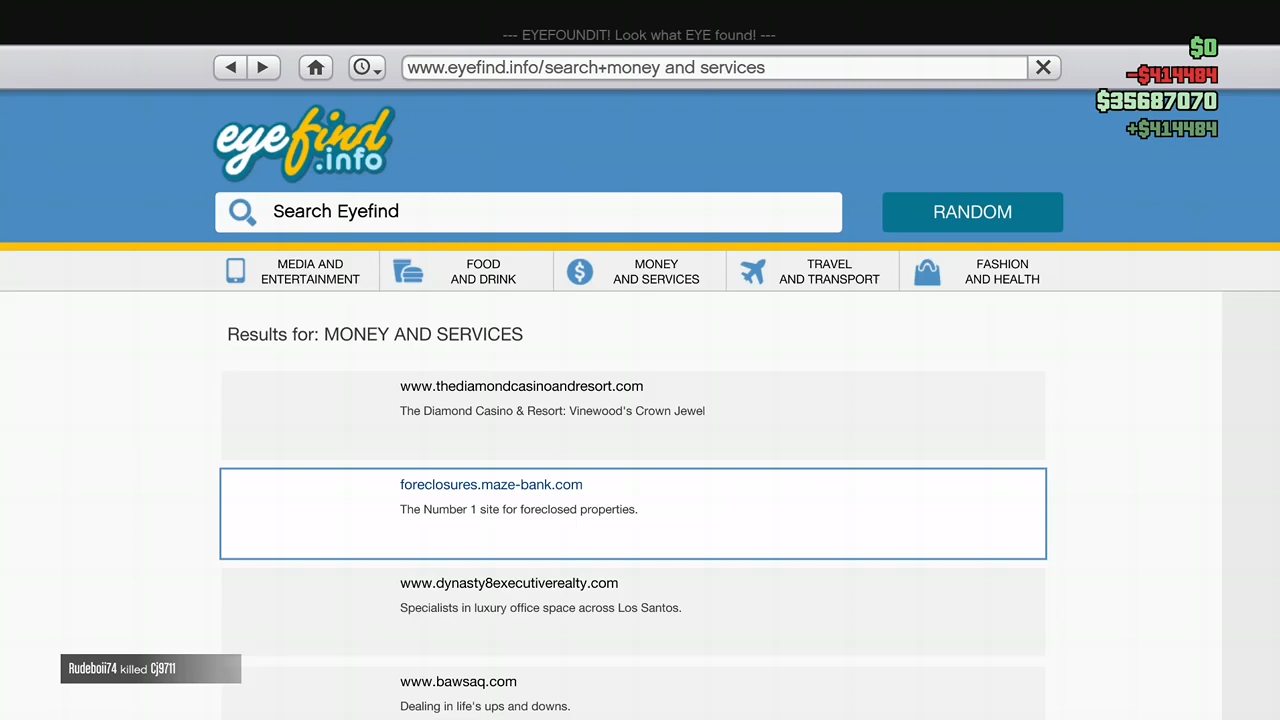 --- EYEFOUNDIT! Look what EYE found! ---
www.eyefind.info/search+money and services
$0
-$414484
$35687070
+$414484
eyefind
.info
Search Eyefind
RANDOM
MEDIA AND
ENTERTAINMENT
FOOD
AND DRINK
MONEY
AND SERVICES
TRAVEL
AND TRANSPORT
FASHION
AND HEALTH
Results for: MONEY AND SERVICES
www.thediamondcasinoandresort.com
The Diamond Casino & Resort: Vinewood's Crown Jewel
foreclosures.maze-bank.com
The Number 1 site for foreclosed properties.
www.dynasty8executiverealty.com
Specialists in luxury office space across Los Santos.
Rudeboii74 killed Cj9711
www.bawsaq.com
Dealing in life's ups and downs.